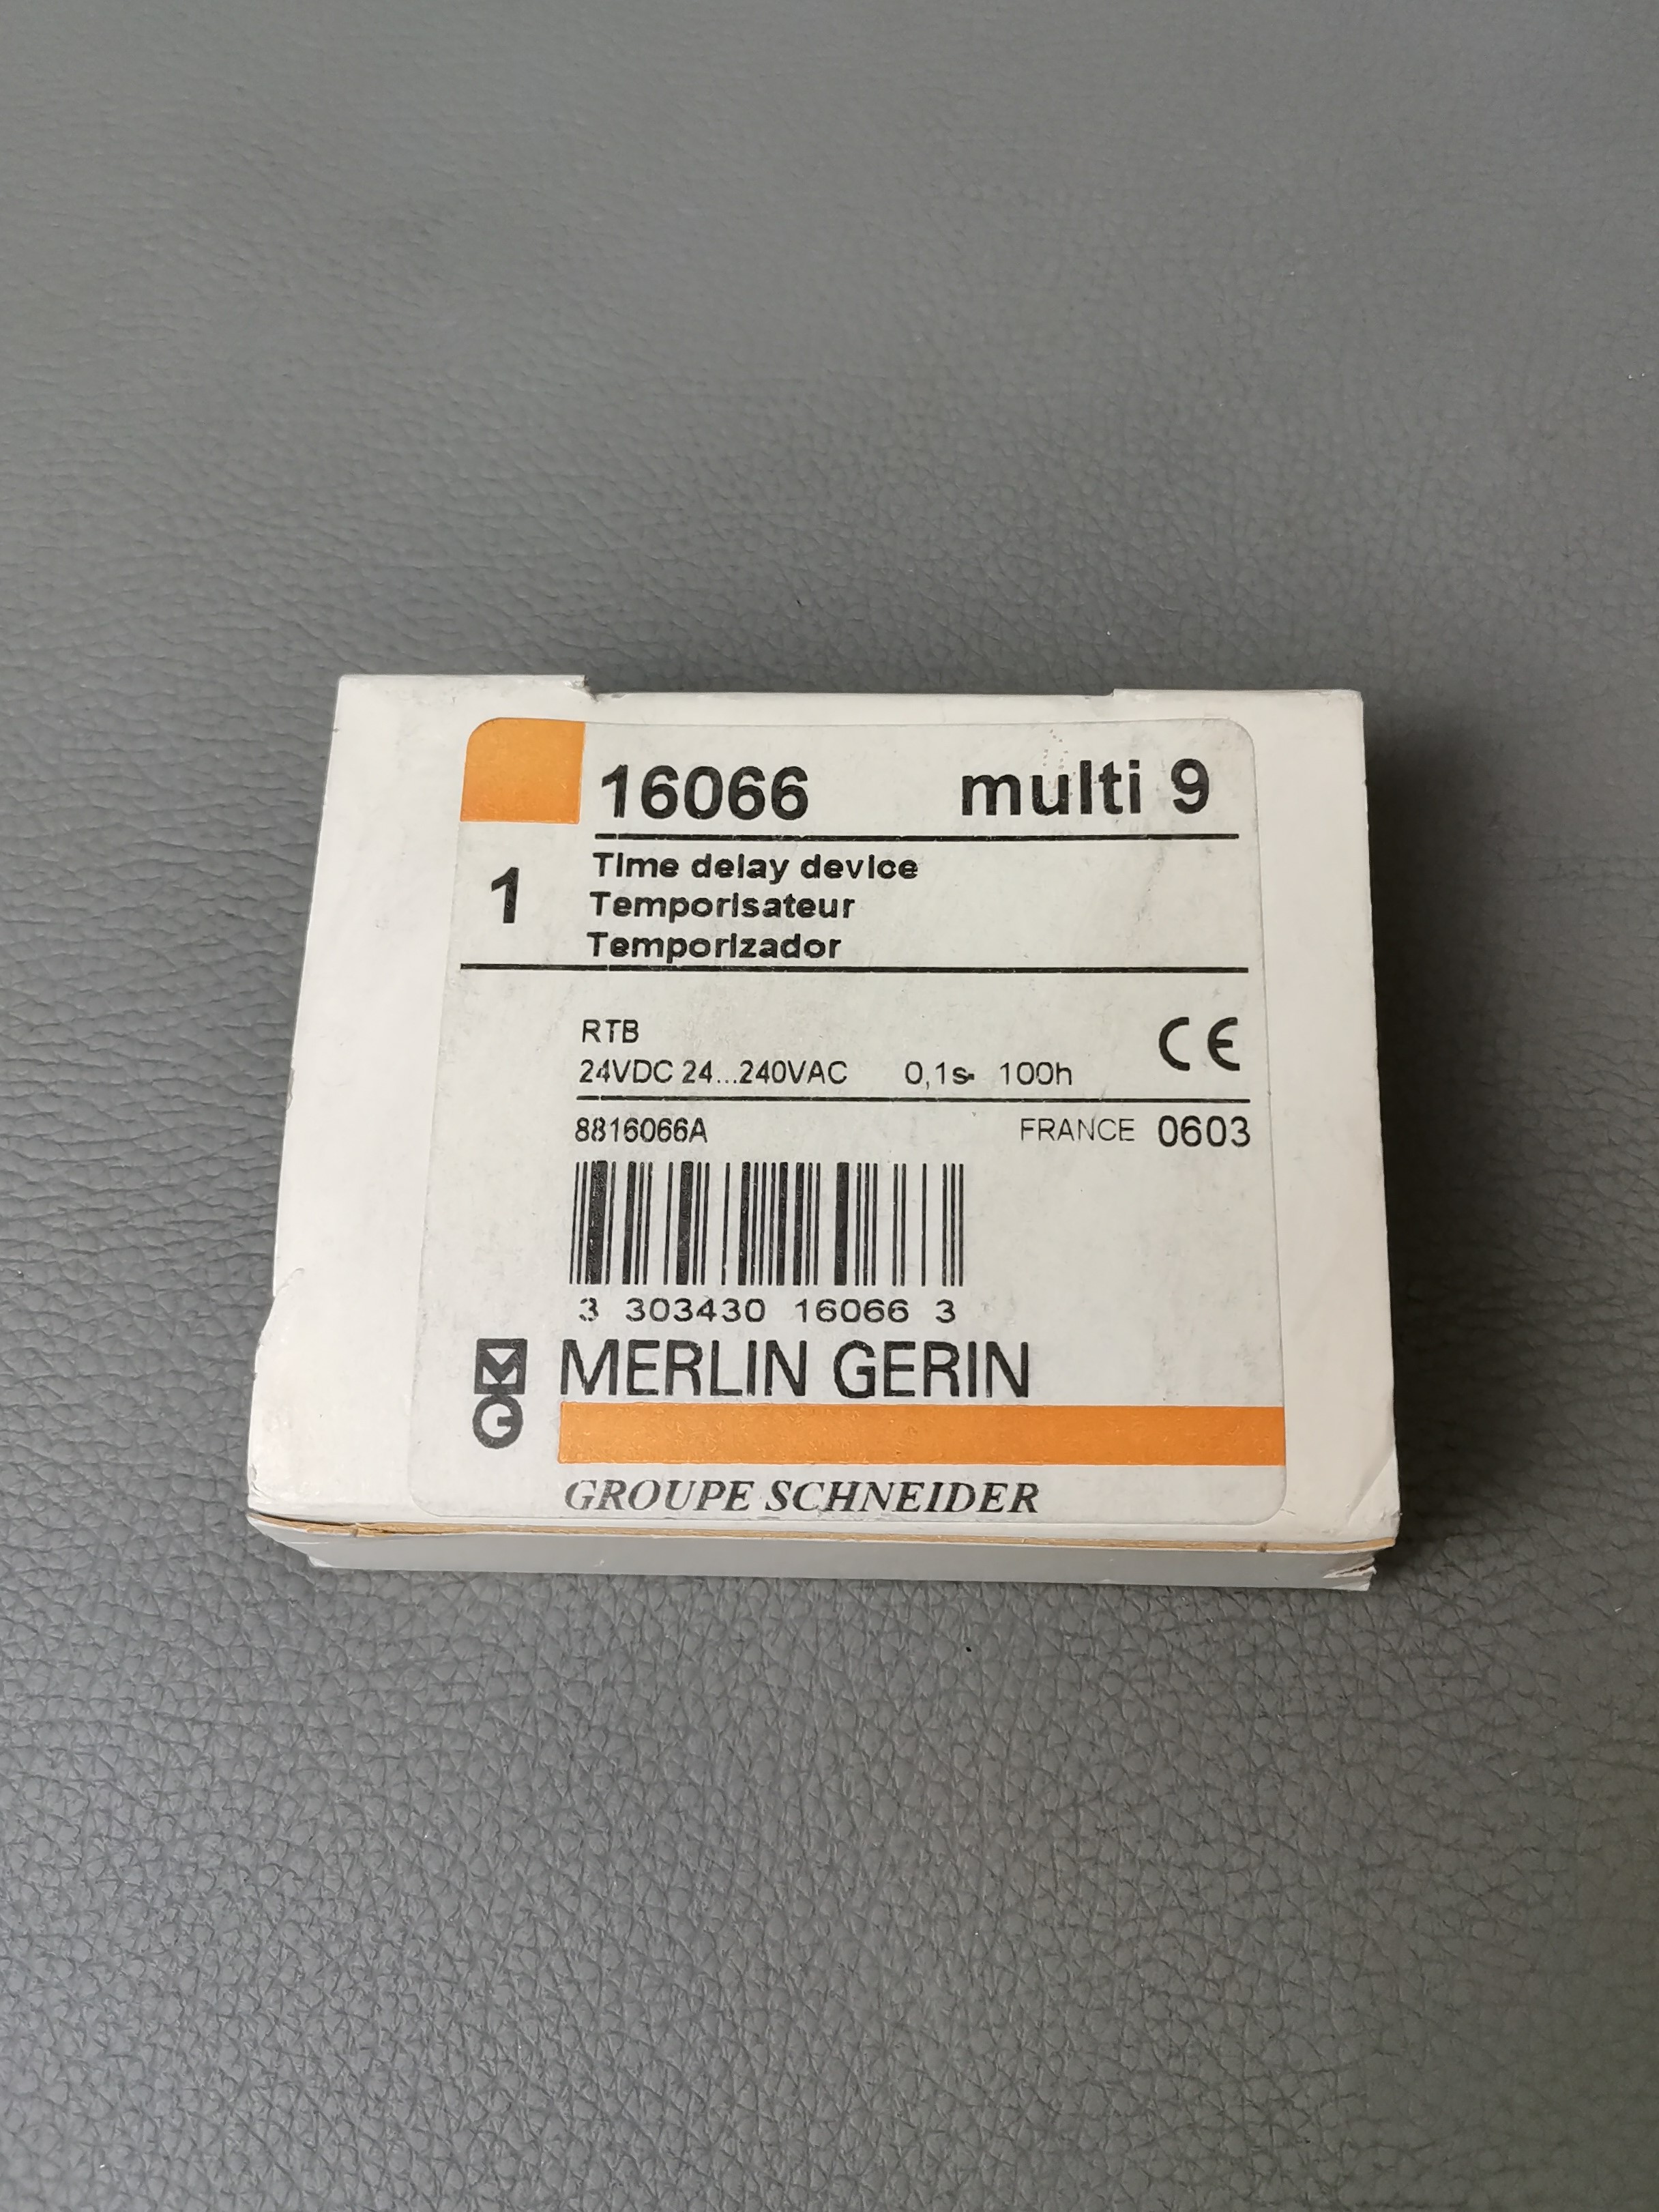 16066 multi 9
1
Time delay device
Temporisateur
Temporizador
RTB
24VDC 24...240VAC 0,1s- 100h
CE
8816066A FRANCE 0603
3 303430 16066 3
MG MERLIN GERIN
GROUPE SCHNEIDER